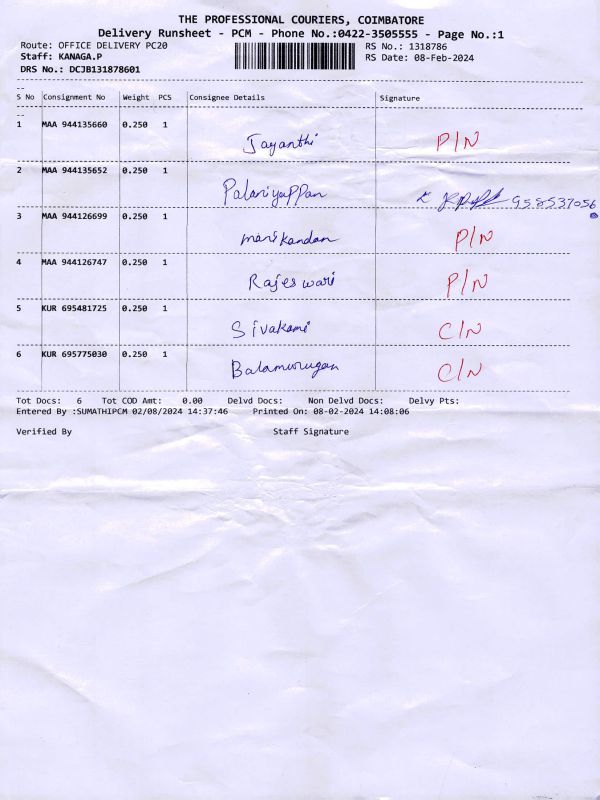 THE PROFESSIONAL COURIERS, COIMBATORE
Delivery Runsheet - PCM - Phone No.:0422-3505555 - Page No.:1
Route: OFFICE DELIVERY PC20 RS No.: 1318786
Staff: KANAGA.P RS Date: 08-Feb-2024
DRS No.: DCJB131878601
S No Consignment No Weight PCS Consignee Details Signature
1 MAA 944135660 0.250 1
Jayanthi P/N
2 MAA 944135652 0.250 1
Palaniyappan 9585537056
3 MAA 944126699 0.250 1
manikandan P/N
4 MAA 944126747 0.250 1
Rajeswari P/N
5 KUR 695481725 0.250 1
Sivakami C/N
6 KUR 695775030 0.250 1
Balamurugan C/N
Tot Docs: 6 Tot COD Amt: 0.00 Delvd Docs: Non Delvd Docs: Delvy Pts:
Entered By :SUMATHIPCM 02/08/2024 14:37:46 Printed On: 08-02-2024 14:08:06
Verified By Staff Signature